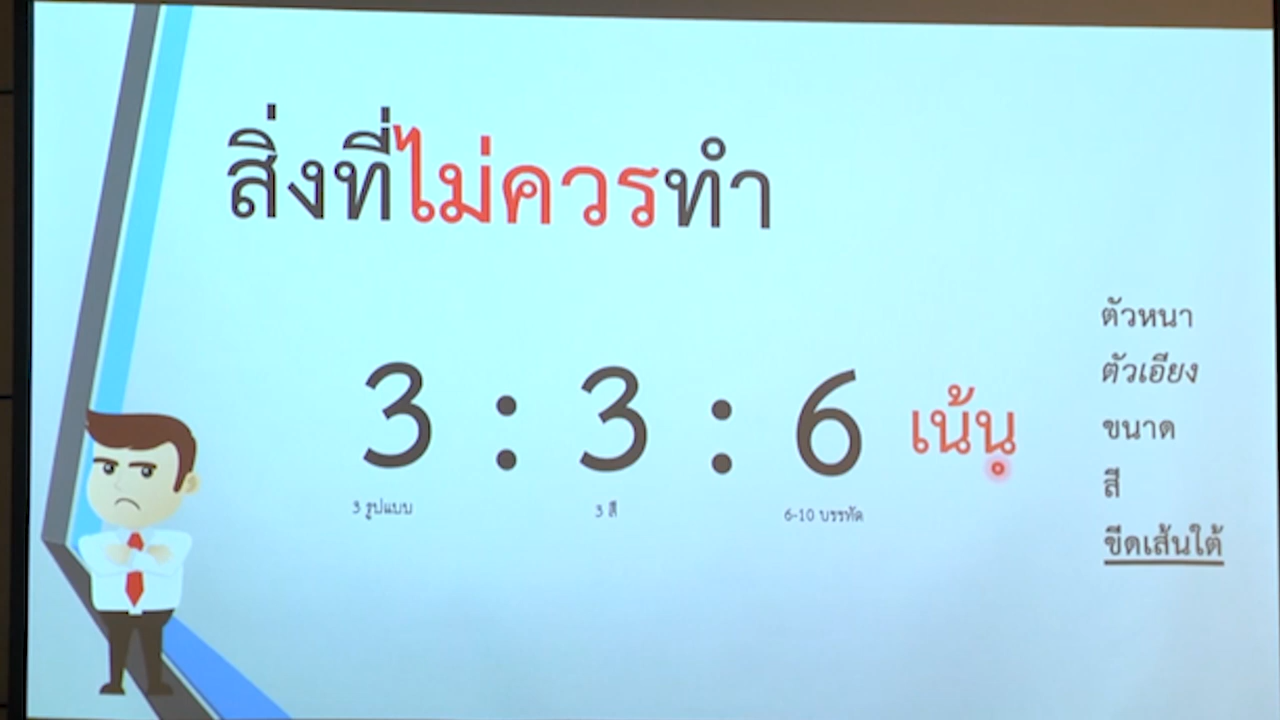 สิ่งที่ไม่ควรทำ
3 : 3 : 6 เน้น
3 รูปแบบ 3 สี 6-10 บรรทัด
ตัวหนา
ตัวเอียง
ขนาด
สี
ขีดเส้นใต้